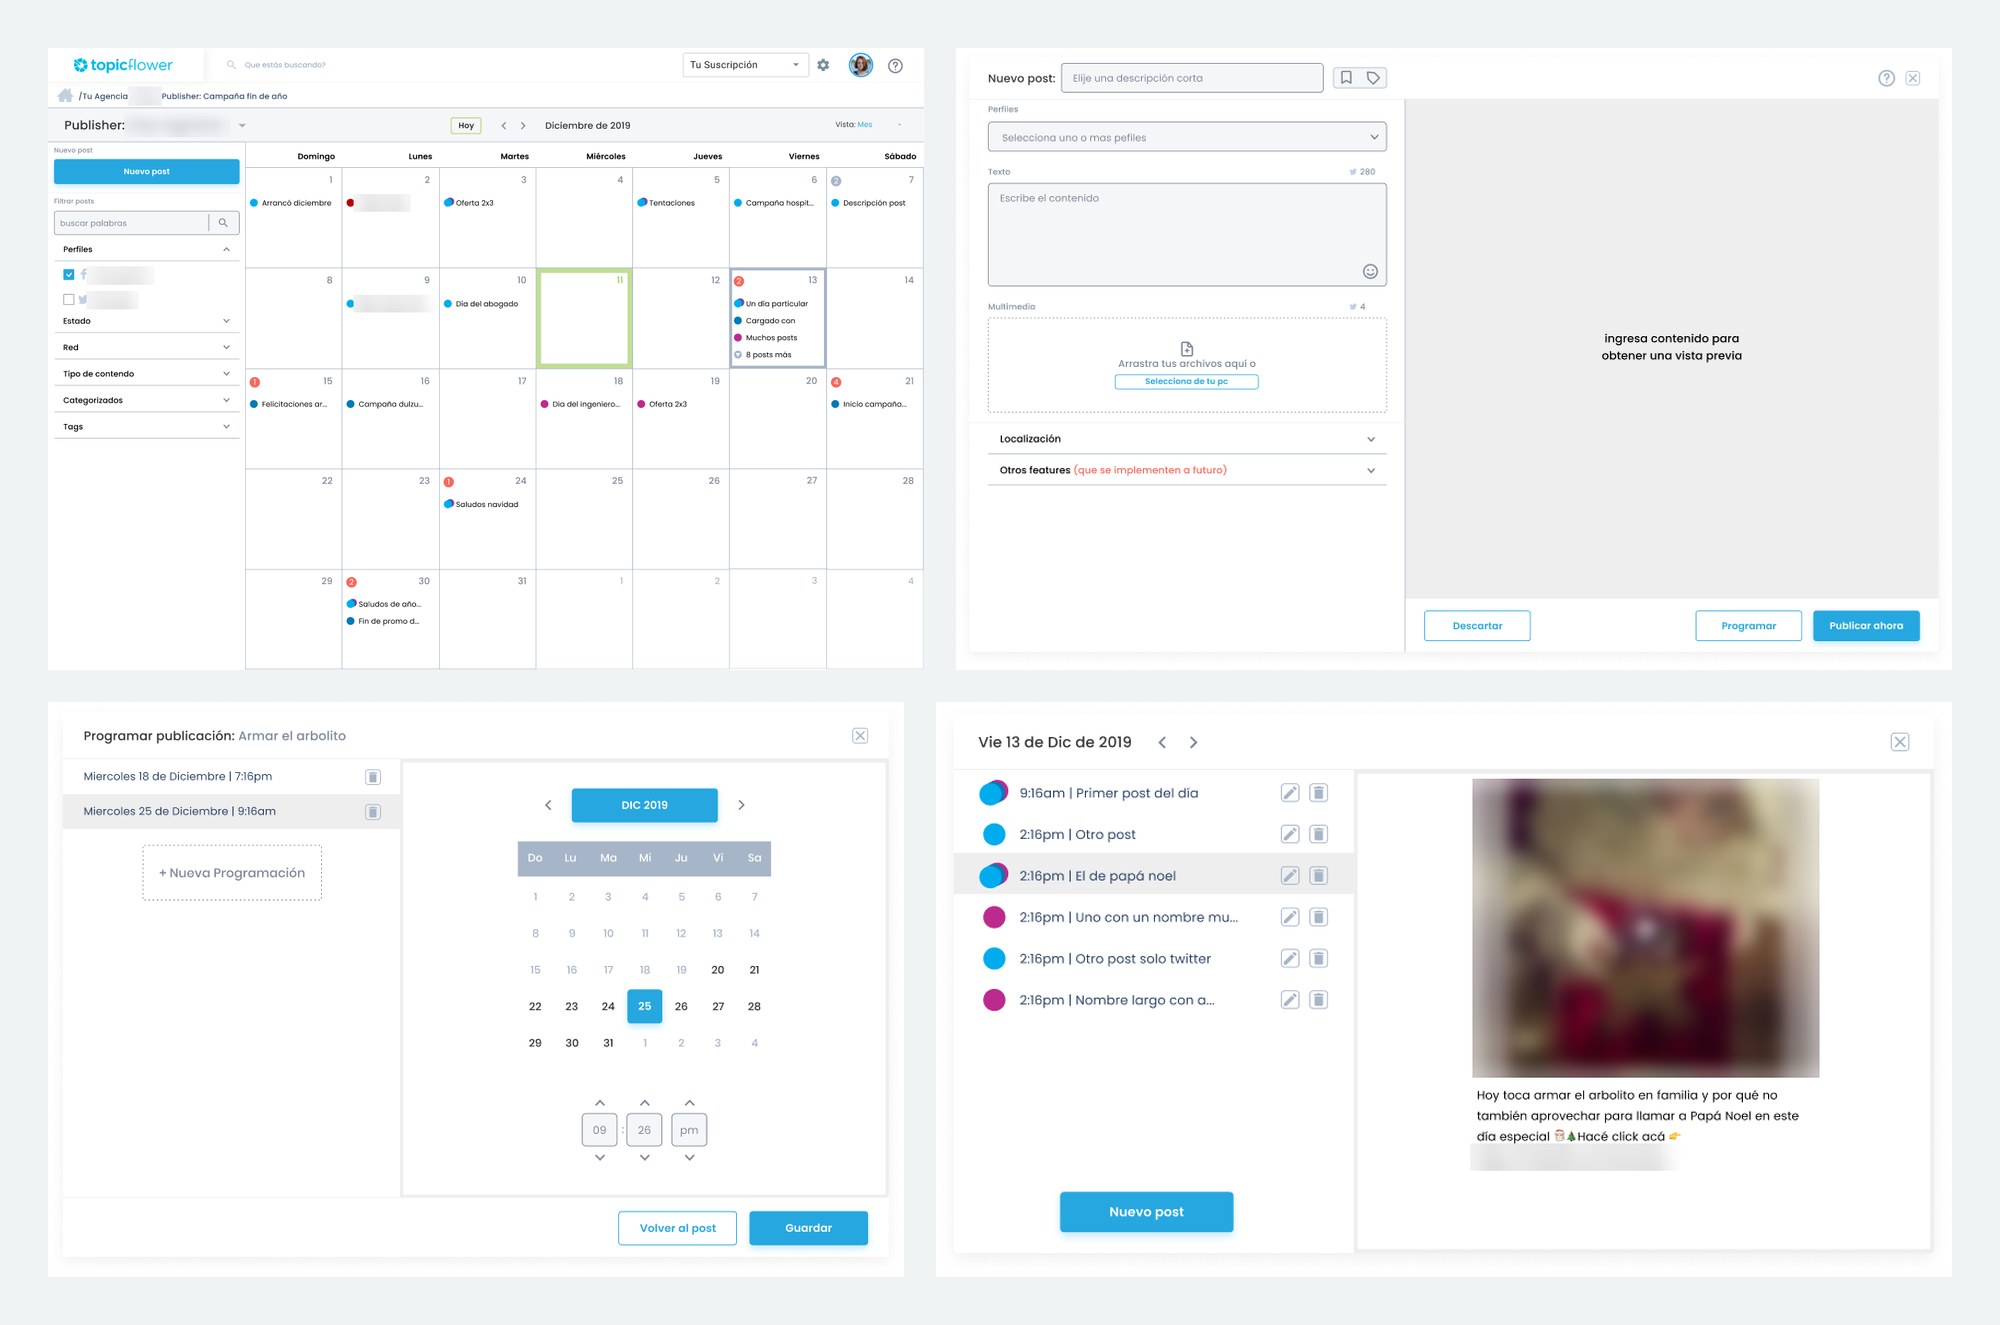 topicflower
Que estás buscando?
Tu Suscripción
/Tu Agencia
Publisher: Campaña fin de año
Publisher:
Hoy
Diciembre de 2019
Vista: Mes
Nuevo post
Nuevo post
Filtrar posts
buscar palabras
Perfiles
Estado
Red
Tipo de contendo
Categorizados
Tags
Domingo Lunes Martes Miércoles Jueves Viernes Sábado
1 2 3 4 5 6 2 7
Arrancó diciembre
Oferta 2x3
Tentaciones
Campaña hospit...
Descripción post
8 9 10 11 12 2 13 14
Día del abogado
Un día particular
Cargado con
Muchos posts
8 posts más
1 15 16 17 18 19 20 4 21
Felicitaciones ar...
Campaña dulzu...
Dia del ingeniero...
Oferta 2x3
Inicio campaña...
22 23 1 24 25 26 27 28
Saludos navidad
29 2 30 31 1 2 3 4
Saludos de año...
Fin de promo d...
Nuevo post:
Elije una descripción corta
Perfiles
Selecciona uno o mas pefiles
Texto
280
Escribe el contenido
Multimedia
4
Arrastra tus archivos aquí o
Selecciona de tu pc
Localización
Otros features (que se implementen a futuro)
ingresa contenido para
obtener una vista previa
Descartar
Programar
Publicar ahora
Programar publicación: Armar el arbolito
Miercoles 18 de Diciembre | 7:16pm
Miercoles 25 de Diciembre | 9:16am
+ Nueva Programación
DIC 2019
Do Lu Ma Mi Ju Vi Sa
1 2 3 4 5 6 7
8 9 10 11 12 13 14
15 16 17 18 19 20 21
22 23 24 25 26 27 28
29 30 31 1 2 3 4
09 : 26 pm
Volver al post
Guardar
Vie 13 de Dic de 2019
9:16am | Primer post del día
2:16pm | Otro post
2:16pm | El de papá noel
2:16pm | Uno con un nombre mu...
2:16pm | Otro post solo twitter
2:16pm | Nombre largo con a...
Nuevo post
Hoy toca armar el arbolito en familia y por qué no
también aprovechar para llamar a Papá Noel en este
día especial 🎅🎄Hacé click acá 👉